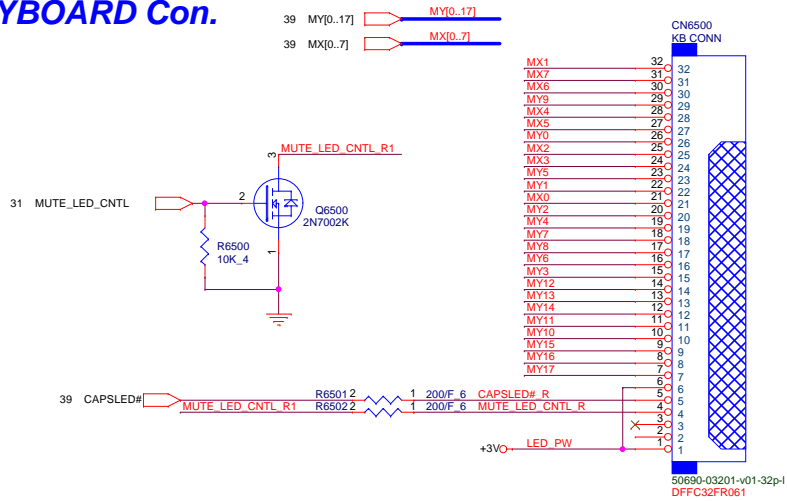 YBOARD Con.
39 MY[0..17] MY[0..17]
39 MX[0..7] MX[0..7]
CN6500
KB CONN
MX1 32 32
MX7 31 31
MX6 30 30
MY9 29 29
MX4 28 28
MX5 27 27
MY0 26 26
MX2 25 25
MX3 24 24
MY5 23 23
MY1 22 22
MX0 21 21
MY2 20 20
MY4 19 19
MY7 18 18
MY8 17 17
MY6 16 16
MY3 15 15
MY12 14 14
MY13 13 13
MY14 12 12
MY11 11 11
MY10 10 10
MY15 9 9
MY16 8 8
MY17 7 7
6 6
5 5
4 4
3 3
2 2
1 1
3 MUTE_LED_CNTL_R1
31 MUTE_LED_CNTL 2
Q6500
2N7002K
R6500
10K_4
1
39 CAPSLED# R6501 2 1 200/F_6 CAPSLED#_R
MUTE_LED_CNTL_R1 R6502 2 1 200/F_6 MUTE_LED_CNTL_R
+3V LED_PW
50690-03201-v01-32p-l
DFFC32FR061